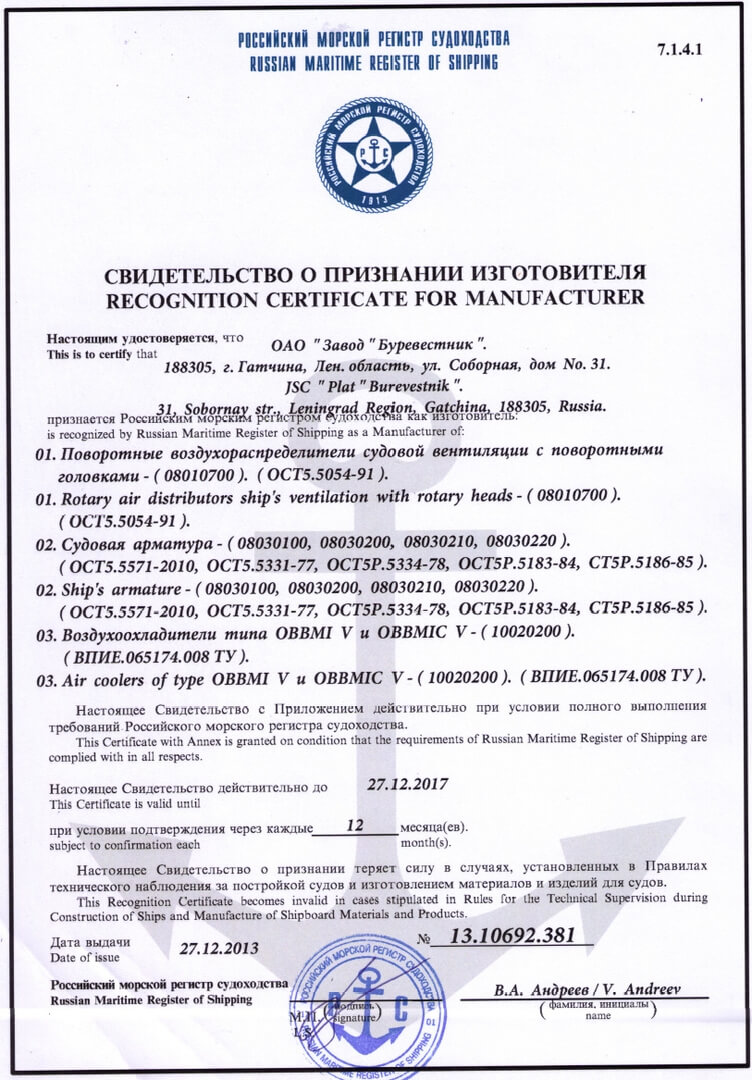 РОССИЙСКИЙ МОРСКОЙ РЕГИСТР СУДОХОДСТВА
RUSSIAN MARITIME REGISTER OF SHIPPING
7.1.4.1
РОССИЙСКИЙ МОРСКОЙ РЕГИСТР СУДОХОДСТВА
Р С
1913
СВИДЕТЕЛЬСТВО О ПРИЗНАНИИ ИЗГОТОВИТЕЛЯ
RECOGNITION CERTIFICATE FOR MANUFACTURER
Настоящим удостоверяется, что
This is to certify that
ОАО "Завод "Буревестник".
188305, г. Гатчина, Лен. область, ул. Соборная, дом No. 31.
JSC "Plat "Burevestnik".
31, Sobornay str., Leningrad Region, Gatchina, 188305, Russia.
признается Российским морским регистром судоходства как изготовитель:
is recognized by Russian Maritime Register of Shipping as a Manufacturer of:
01. Поворотные воздухораспределители судовой вентиляции с поворотными
головками - ( 08010700 ). ( ОСТ5.5054-91 ).
01. Rotary air distributors ship's ventilation with rotary heads - ( 08010700 ).
( ОСТ5.5054-91 ).
02. Судовая арматура - ( 08030100, 08030200, 08030210, 08030220 ).
( ОСТ5.5571-2010, ОСТ5.5331-77, ОСТ5Р.5334-78, ОСТ5Р.5183-84, СТ5Р.5186-85 ).
02. Ship's armature - ( 08030100, 08030200, 08030210, 08030220 ).
( ОСТ5.5571-2010, ОСТ5.5331-77, ОСТ5Р.5334-78, ОСТ5Р.5183-84, СТ5Р.5186-85 ).
03. Воздухоохладители типа ОВВМI V и ОВВМIС V - ( 10020200 ).
( ВПИЕ.065174.008 ТУ ).
03. Air coolers of type OBBMI V и OBBMIC V - ( 10020200 ). ( ВПИЕ.065174.008 ТУ ).
Настоящее Свидетельство с Приложением действительно при условии полного выполнения
требований Российского морского регистра судоходства.
This Certificate with Annex is granted on condition that the requirements of Russian Maritime Register of Shipping are
complied with in all respects.
Настоящее Свидетельство действительно до 27.12.2017
This Certificate is valid until
при условии подтверждения через каждые 12 месяца(ев).
subject to confirmation each month(s).
Настоящее Свидетельство о признании теряет силу в случаях, установленных в Правилах
технического наблюдения за постройкой судов и изготовлением материалов и изделий для судов.
This Recognition Certificate becomes invalid in cases stipulated in Rules for the Technical Supervision during
Construction of Ships and Manufacture of Shipboard Materials and Products.
Дата выдачи 27.12.2013 № 13.10692.381
Date of issue
Российский морской регистр судоходства
Russian Maritime Register of Shipping
В.А. Андреев / V. Andreev
(подпись)
signature
(фамилия, инициалы)
name
М.П.
L.S.
РОССИЙСКИЙ МОРСКОЙ РЕГИСТР СУДОХОДСТВА
Р С
RUSSIAN MARITIME REGISTER OF SHIPPING